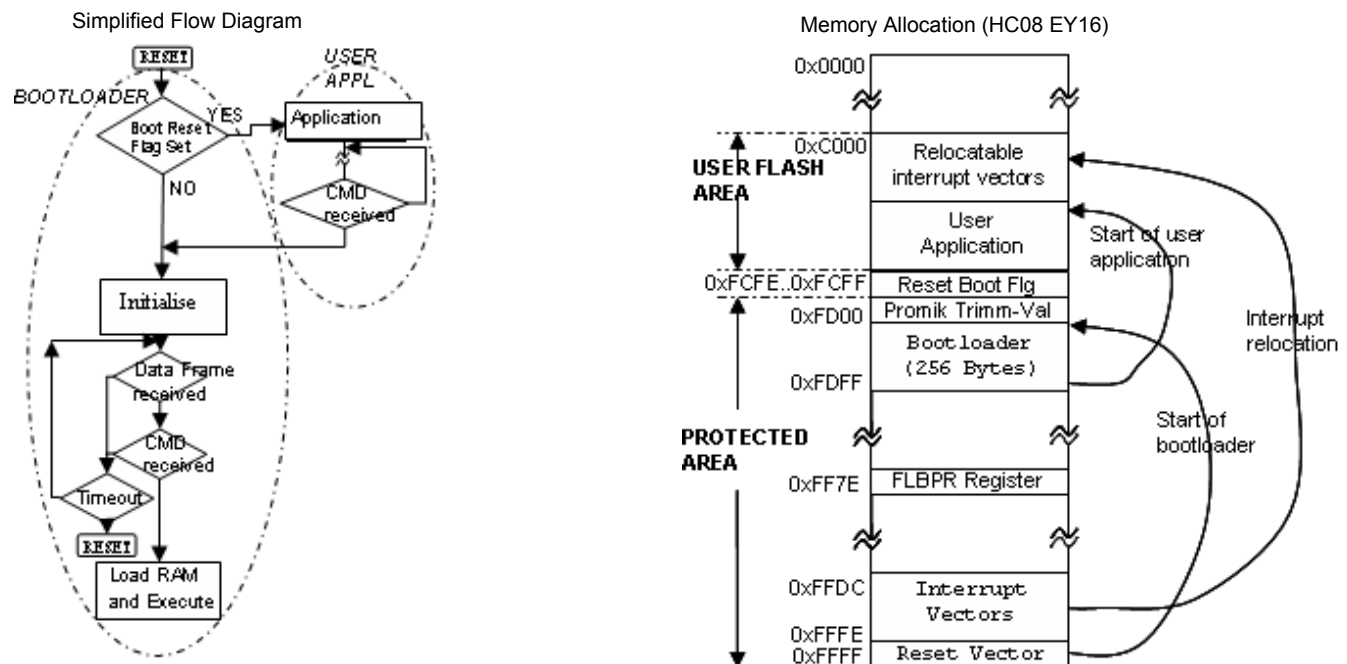 Simplified Flow Diagram
RESET
BOOTLOADER
Boot Reset
Flag Set
YES
NO
USER
APPL
Application
CMD
received
Initialise
Data Frame
received
CMD
received
Timeout
RESET
Load RAM
and Execute
Memory Allocation (HC08 EY16)
0x0000
0xC000
USER FLASH
AREA
Relocatable
interrupt vectors
User
Application
Start of user
application
0xFCFE..0xFCFF
Reset Boot Flg
0xFD00
Promik Trimm-Val
Bootloader
(256 Bytes)
0xFDFF
Interrupt
relocation
Start of
bootloader
PROTECTED
AREA
0xFF7E
FLBPR Register
0xFFDC
Interrupt
Vectors
0xFFFE
0xFFFF
Reset Vector